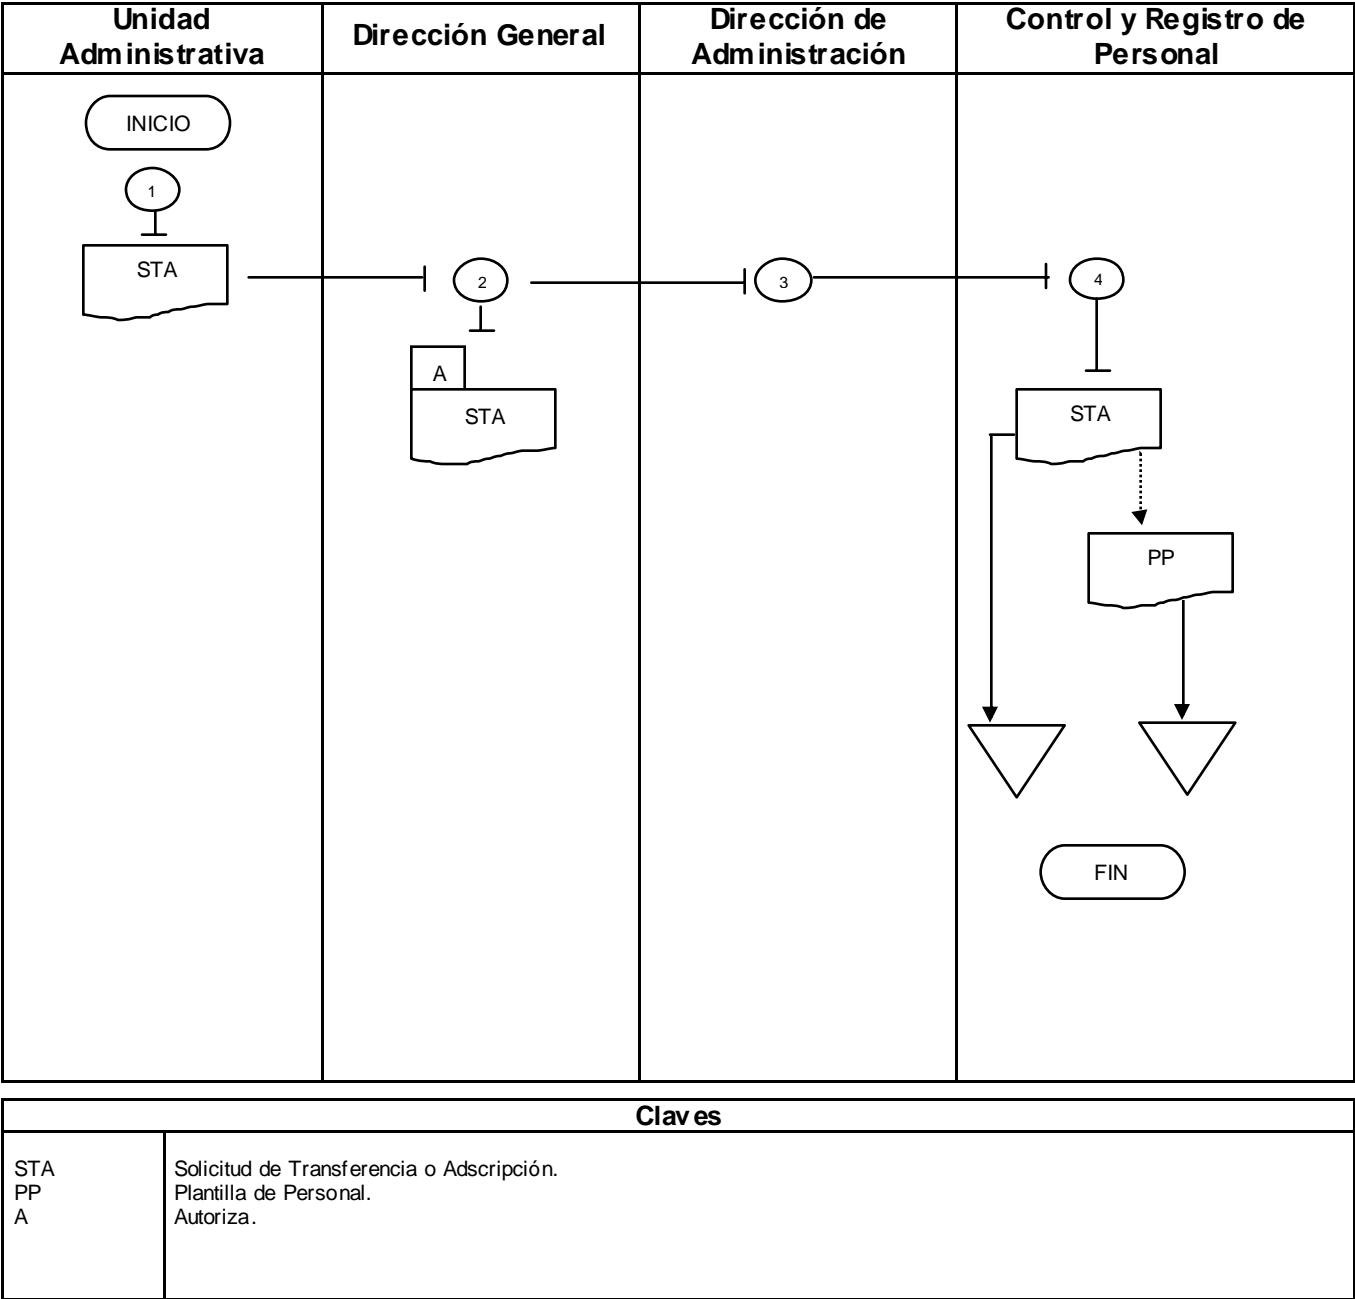 Unidad
Administrativa
Dirección General
Dirección de
Administración
Control y Registro de
Personal
INICIO
1
STA
2
3
4
A
STA
STA
PP
FIN
Claves
STA Solicitud de Transferencia o Adscripción.
PP Plantilla de Personal.
A Autoriza.